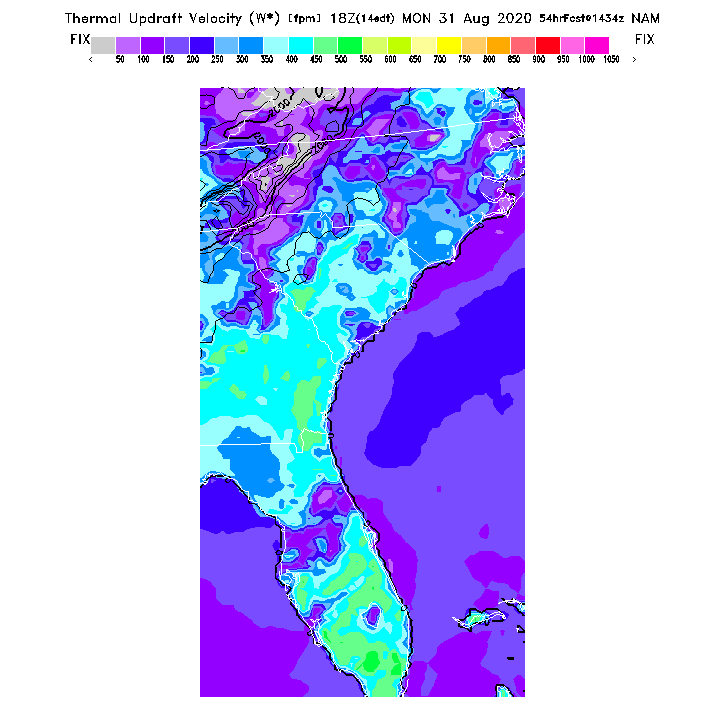 Thermal Updraft Velocity (W*) [fpm] 18Z(14edt) MON 31 Aug 2020 54hrFcst@1434z NAM
FIX FIX
< 50 100 150 200 250 300 350 400 450 500 550 600 650 700 750 800 850 900 950 1000 1050 >
2000